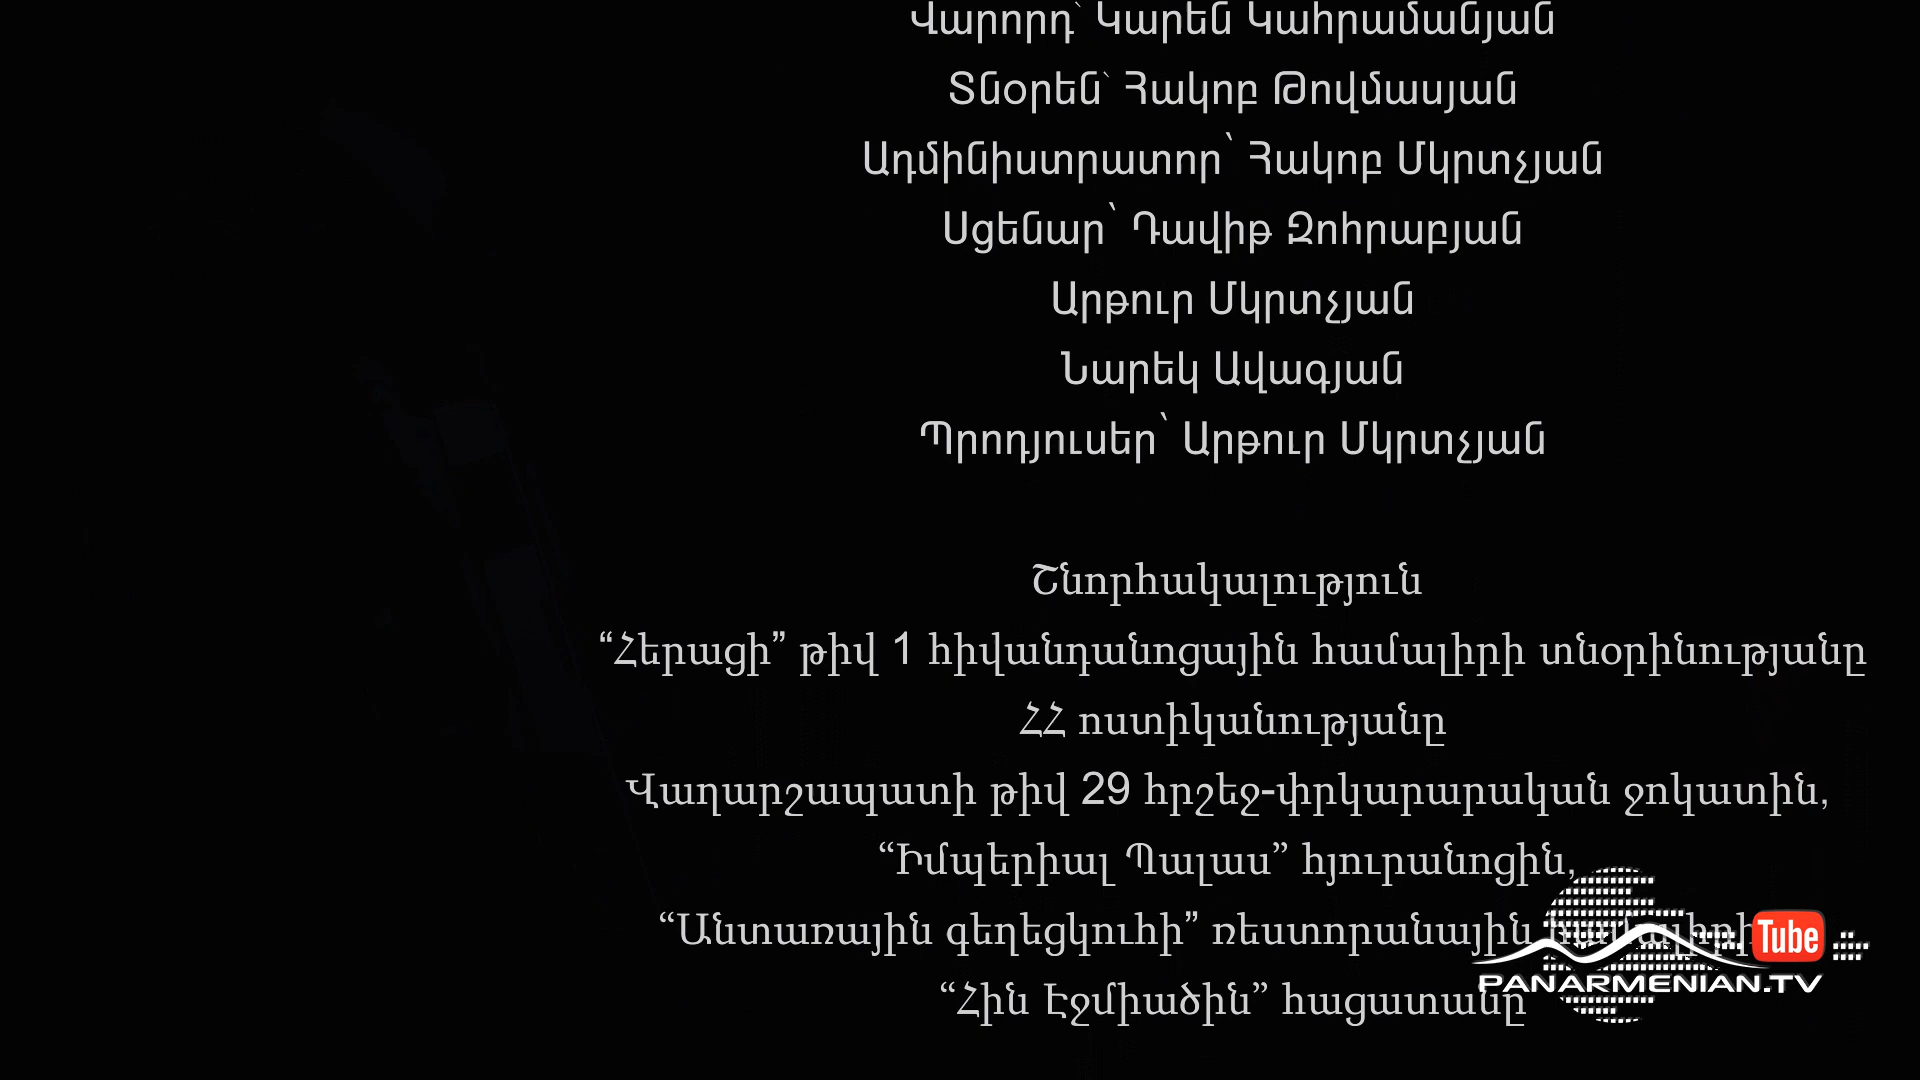 Վարորդ՝ Կարեն Կահրամանյան
Տնօրեն՝ Հակոբ Թովմասյան
Ադմինիստրատոր՝ Հակոբ Մկրտչյան
Սցենար՝ Դավիթ Զոհրաբյան
Արթուր Մկրտչյան
Նարեկ Ավագյան
Պրոդյուսեր՝ Արթուր Մկրտչյան
Շնորհակալություն
“Հերացի” թիվ 1 հիվանդանոցային համալիրի տնօրինությանը
ՀՀ ոստիկանությանը
Վաղարշապատի թիվ 29 հրշեջ-փրկարարական ջոկատին,
“Իմպերիալ Պալաս” հյուրանոցին,
“Անտառային գեղեցկուհի” ռեստորանային
“Հին Էջմիածին” հացատանը
Tube
PANARMENIAN.TV